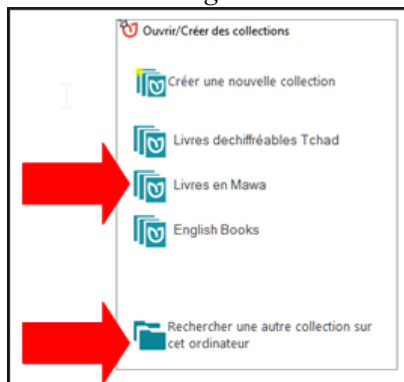 Ouvrir/Créer des collections
Créer une nouvelle collection
Livres dechiffréables Tchad
Livres en Mawa
English Books
Rechercher une autre collection sur
cet ordinateur